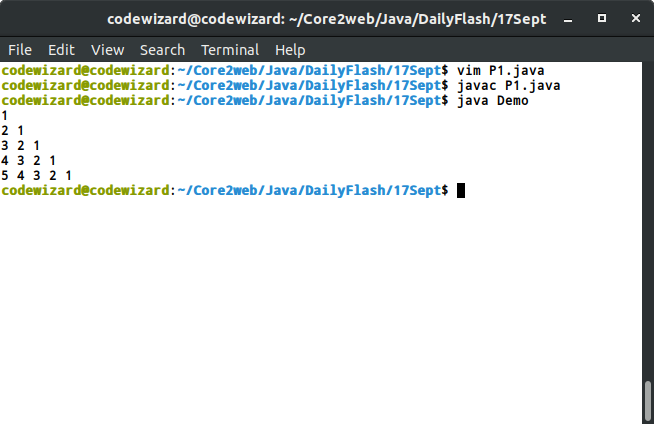 codewizard@codewizard: ~/Core2web/Java/DailyFlash/17Sept
File Edit View Search Terminal Help
codewizard@codewizard:~/Core2web/Java/DailyFlash/17Sept$ vim P1.java
codewizard@codewizard:~/Core2web/Java/DailyFlash/17Sept$ javac P1.java
codewizard@codewizard:~/Core2web/Java/DailyFlash/17Sept$ java Demo
1
2 1
3 2 1
4 3 2 1
5 4 3 2 1
codewizard@codewizard:~/Core2web/Java/DailyFlash/17Sept$